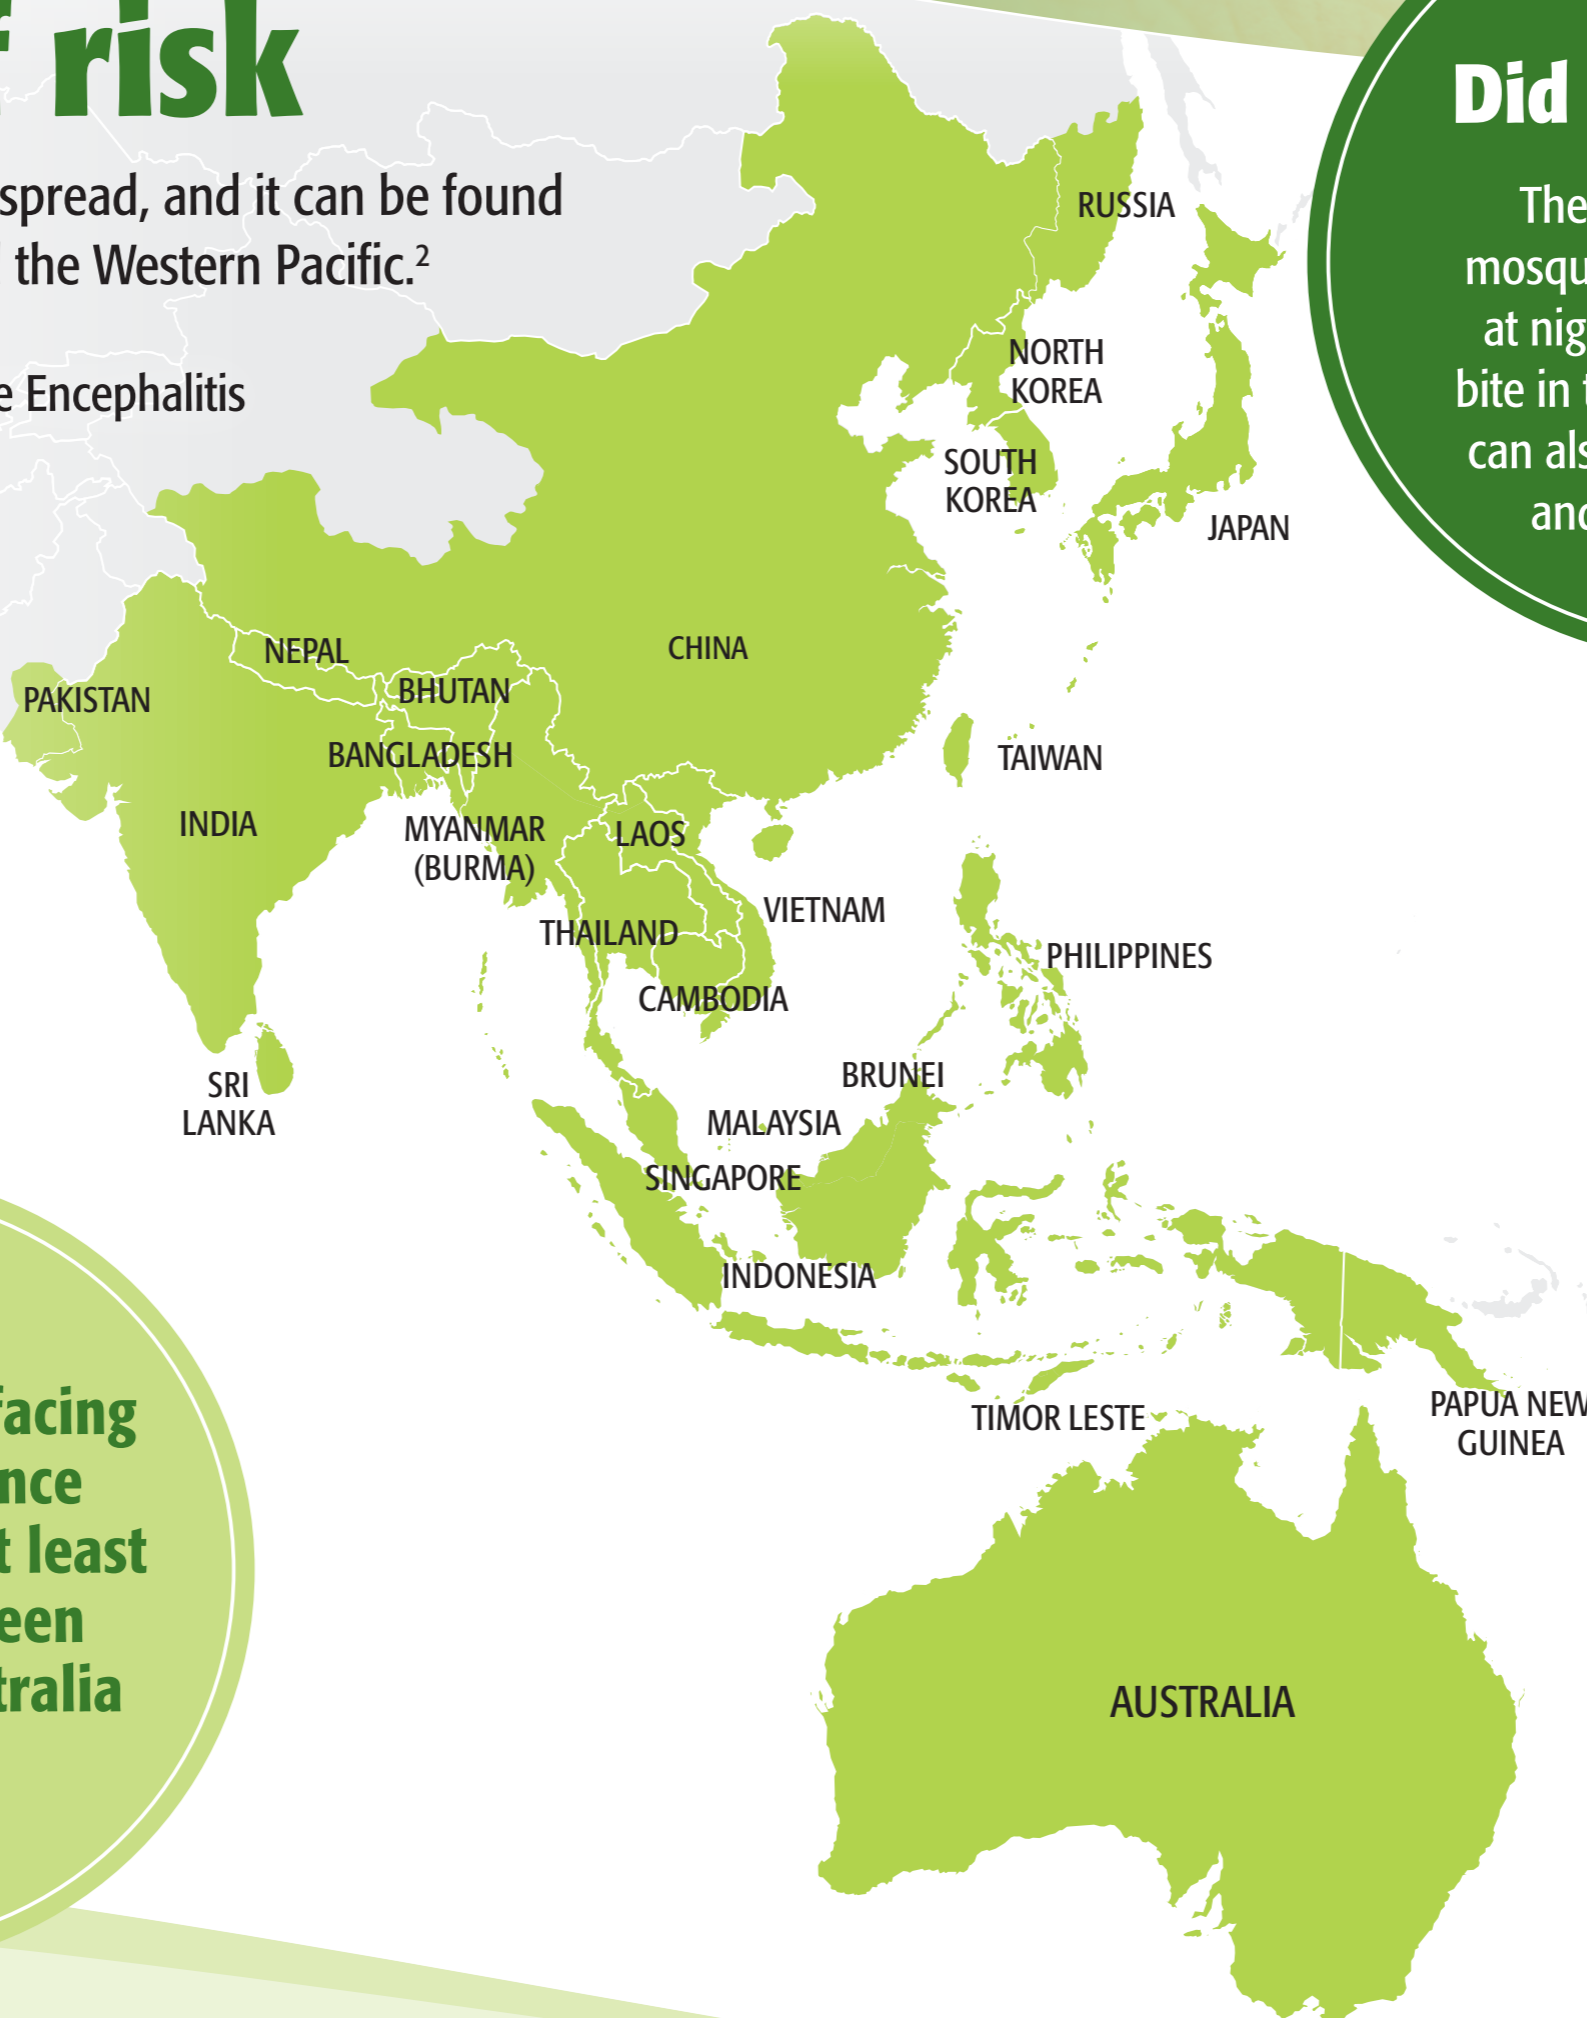 risk
spread, and it can be found
the Western Pacific.²
e Encephalitis
Did
The
mosqu
at nig
bite in t
can als
and
RUSSIA
NORTH
KOREA
SOUTH
KOREA
JAPAN
CHINA
NEPAL
BHUTAN
PAKISTAN
BANGLADESH
TAIWAN
INDIA
MYANMAR
(BURMA)
LAOS
VIETNAM
THAILAND
PHILIPPINES
CAMBODIA
SRI
LANKA
BRUNEI
MALAYSIA
SINGAPORE
INDONESIA
TIMOR LESTE
PAPUA NEW
GUINEA
AUSTRALIA
facing
nce
t least
een
tralia